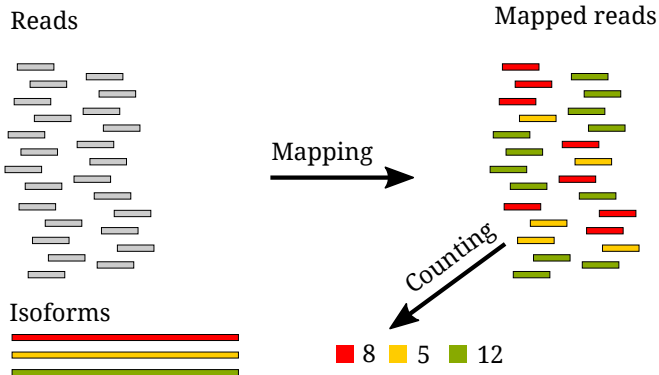 Reads
Mapped reads
Mapping
Counting
Isoforms
8 5 12